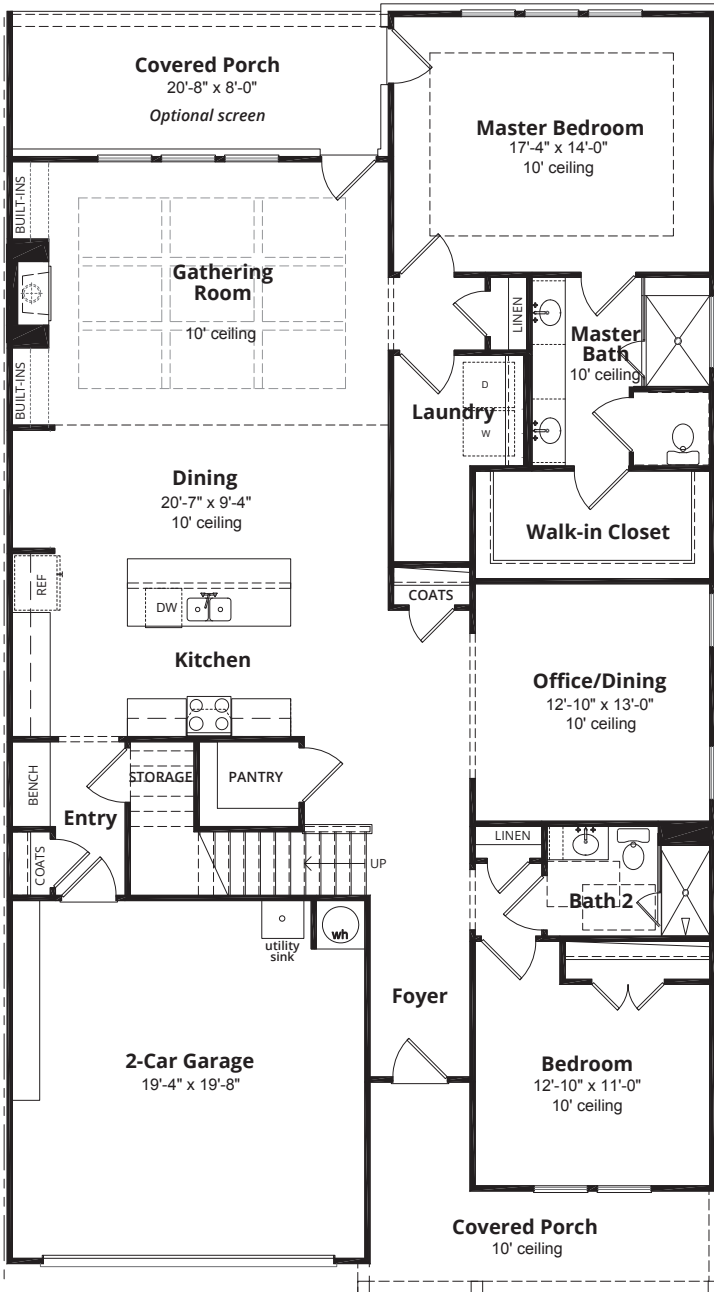 Covered Porch
20'-8" x 8'-0"
Optional screen
Master Bedroom
17'-4" x 14'-0"
10' ceiling
BUILT-INS
Gathering
Room
10' ceiling
BUILT-INS
LINEN
Master
Bath
10' ceiling
Laundry
D
W
Dining
20'-7" x 9'-4"
10' ceiling
Walk-in Closet
REF
DW
COATS
Kitchen
Office/Dining
12'-10" x 13'-0"
10' ceiling
BENCH
STORAGE
PANTRY
Entry
COATS
UP
LINEN
Bath 2
utility
sink
wh
Foyer
2-Car Garage
19'-4" x 19'-8"
Bedroom
12'-10" x 11'-0"
10' ceiling
Covered Porch
10' ceiling